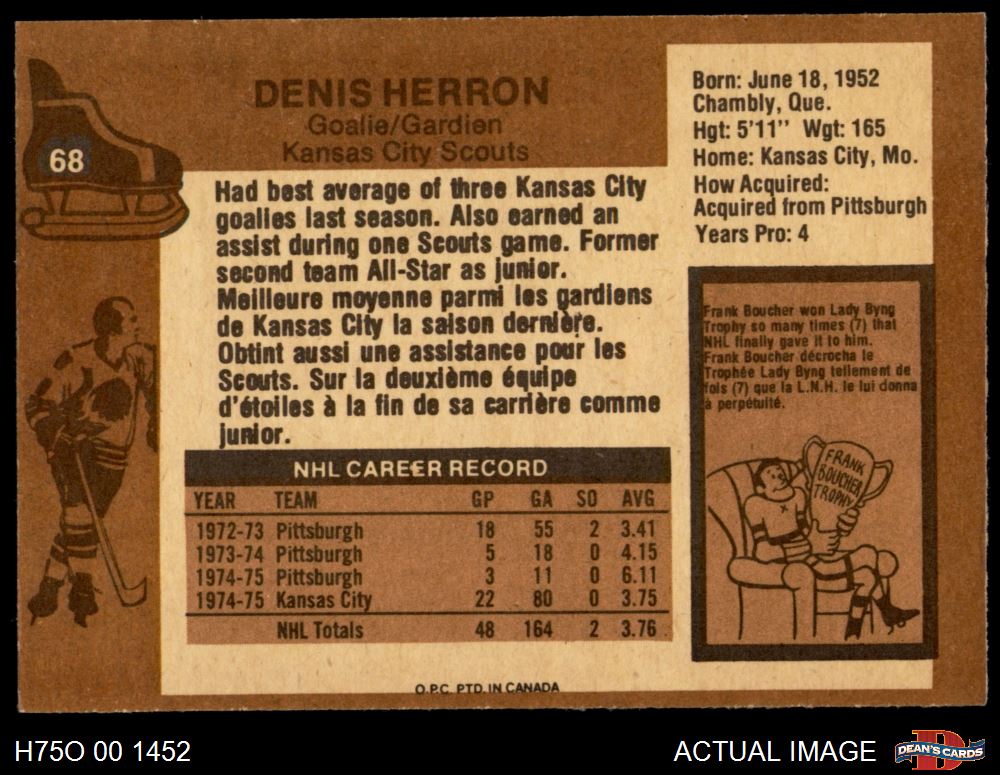 68
DENIS HERRON
Goalie/Gardien
Kansas City Scouts
Had best average of three Kansas City
goalies last season. Also earned an
assist during one Scouts game. Former
second team All-Star as junior.
Meilleure moyenne parmi les gardiens
de Kansas City la saison dernière.
Obtint aussi une assistance pour les
Scouts. Sur la deuxième équipe
d'étoiles à la fin de sa carrière comme
junior.
Born: June 18, 1952
Chambly, Que.
Hgt: 5'11" Wgt: 165
Home: Kansas City, Mo.
How Acquired:
Acquired from Pittsburgh
Years Pro: 4
Frank Boucher won Lady Byng
Trophy so many times (7) that
NHL finally gave it to him.
Frank Boucher décrocha le
Trophée Lady Byng tellement de
fois (7) que la L.N.H. le lui donna
à perpétuité.
FRANK
BOUCHER
TROPHY
NHL CAREER RECORD
YEAR TEAM GP GA SO AVG
1972-73 Pittsburgh 18 55 2 3.41
1973-74 Pittsburgh 5 18 0 4.15
1974-75 Pittsburgh 3 11 0 6.11
1974-75 Kansas City 22 80 0 3.75
NHL Totals 48 164 2 3.76
O.P.C. PTD. IN CANADA
H75O 00 1452
ACTUAL IMAGE
D
DEAN'S CARDS